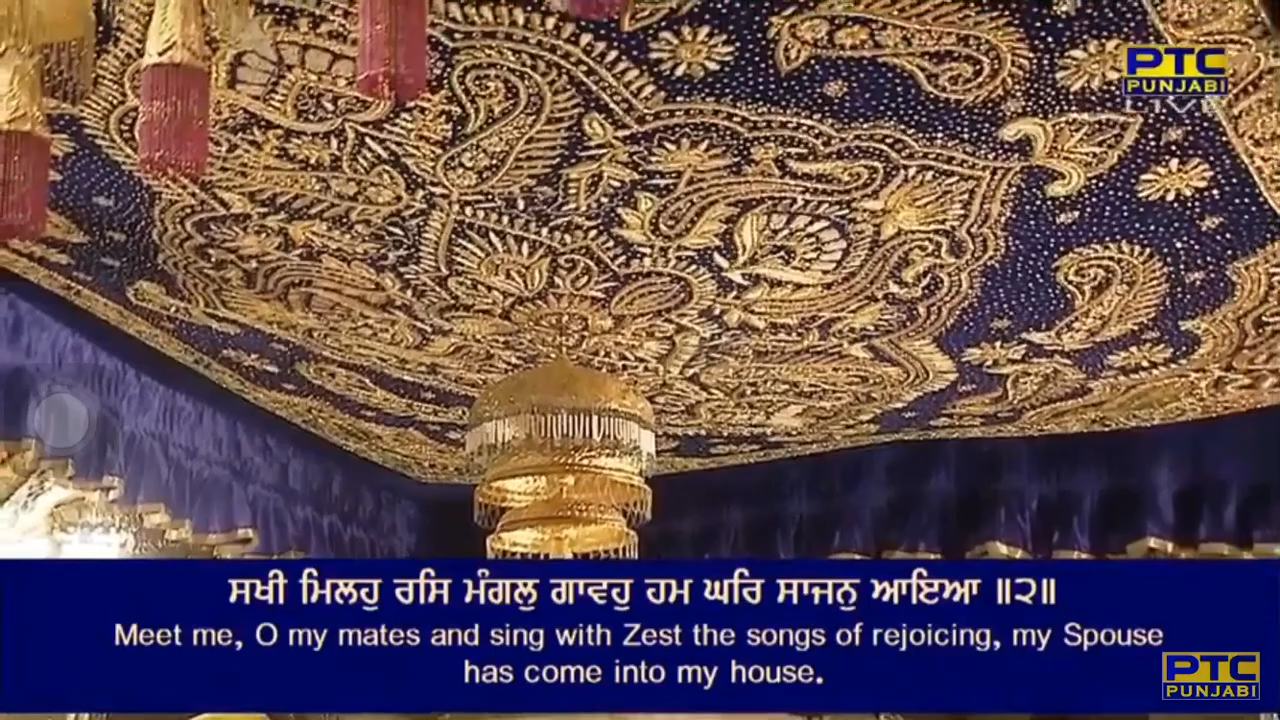 PTC
PUNJABI
LIVE
ਸਖੀ ਮਿਲਹੁ ਰਸਿ ਮੰਗਲੁ ਗਾਵਹੁ ਹਮ ਘਰਿ ਸਾਜਨੁ ਆਇਆ ॥੨॥
Meet me, O my mates and sing with Zest the songs of rejoicing, my Spouse
has come into my house.
PTC
PUNJABI